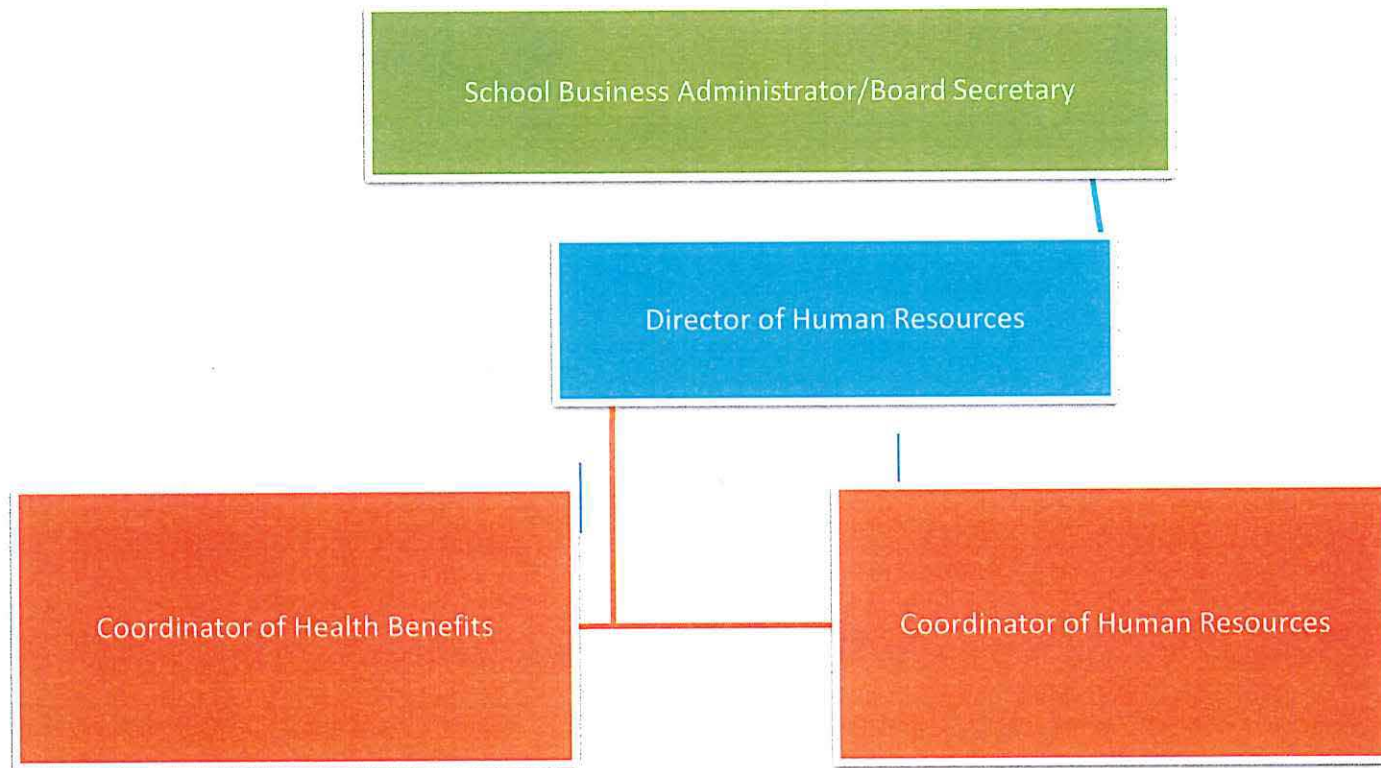 School Business Administrator/Board Secretary
Director of Human Resources
Coordinator of Health Benefits
Coordinator of Human Resources